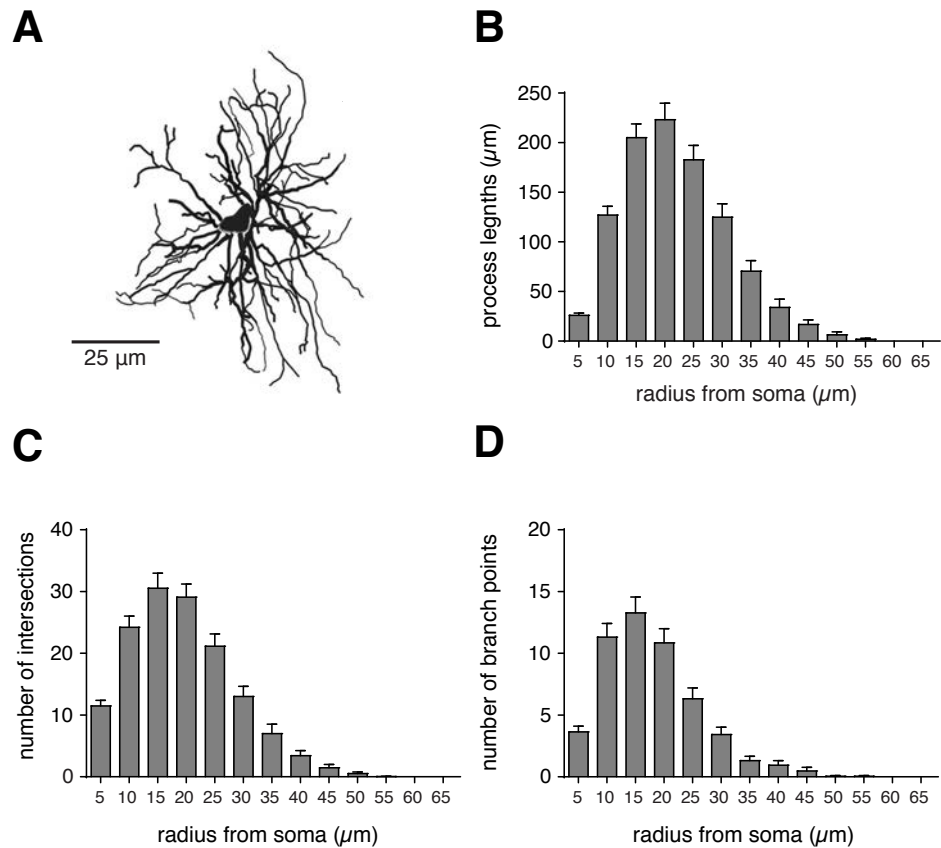 A
25 µm
B
process legnths (µm)
250
200
150
100
50
0
5 10 15 20 25 30 35 40 45 50 55 60 65
radius from soma (µm)
C
number of intersections
40
30
20
10
0
5 10 15 20 25 30 35 40 45 50 55 60 65
radius from soma (µm)
D
number of branch points
20
15
10
5
0
5 10 15 20 25 30 35 40 45 50 55 60 65
radius from soma (µm)